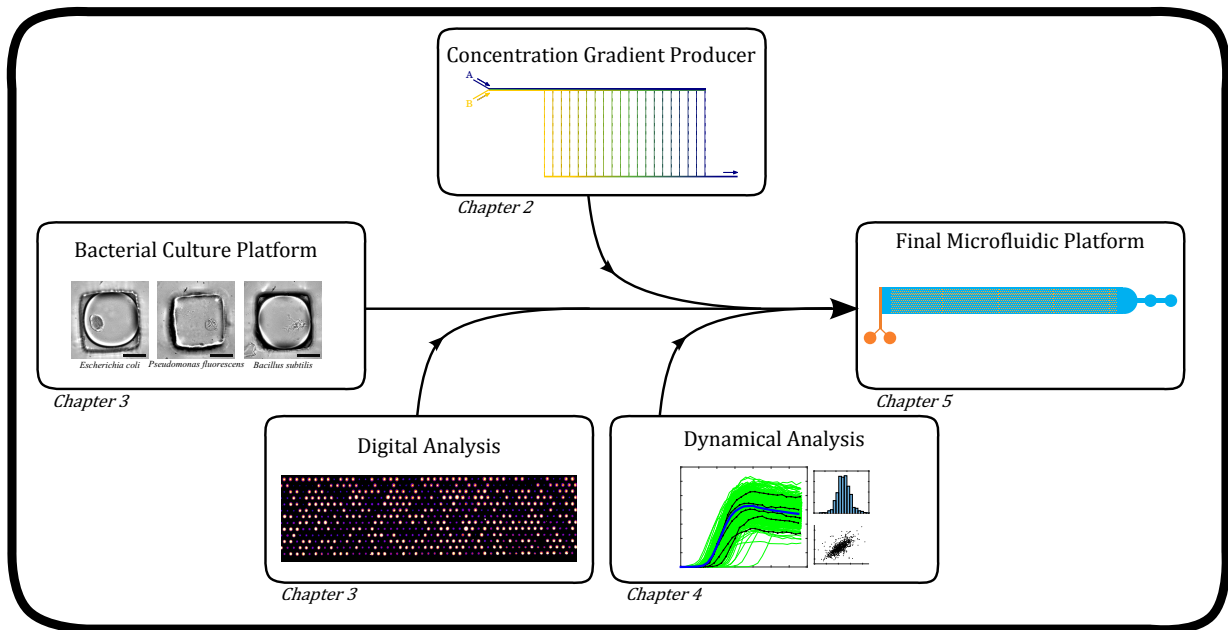 Concentration Gradient Producer
A
B
Chapter 2
Bacterial Culture Platform
Escherichia coli Pseudomonas fluorescens Bacillus subtilis
Chapter 3
Final Microfluidic Platform
Chapter 5
Digital Analysis
Chapter 3
Dynamical Analysis
Chapter 4